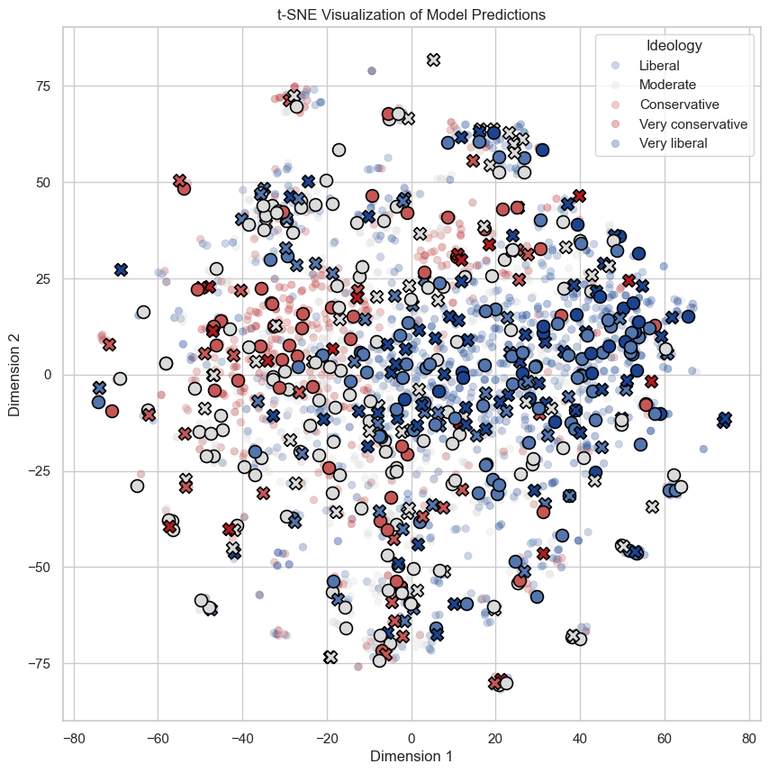 t-SNE Visualization of Model Predictions
Ideology
Liberal
Moderate
Conservative
Very conservative
Very liberal
75
50
25
0
−25
−50
−75
Dimension 2
−80
−60
−40
−20
0
20
40
60
80
Dimension 1